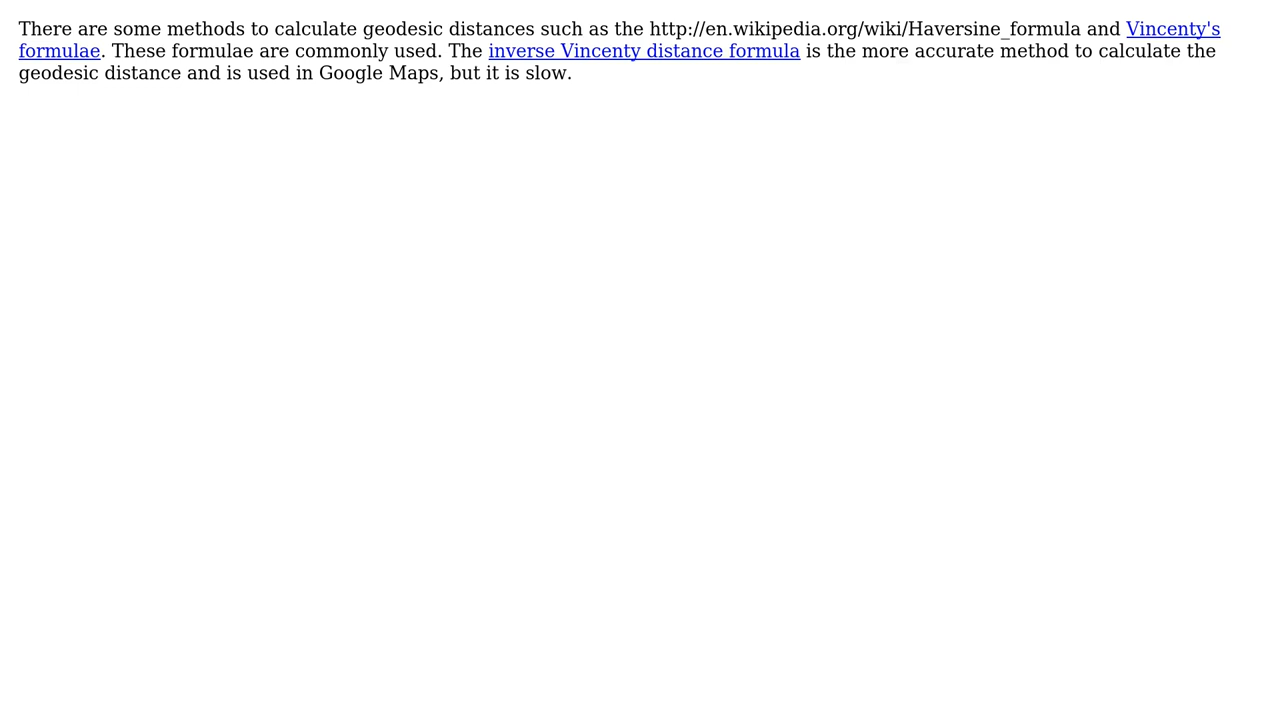 There are some methods to calculate geodesic distances such as the http://en.wikipedia.org/wiki/Haversine_formula and Vincenty's
formulae. These formulae are commonly used. The inverse Vincenty distance formula is the more accurate method to calculate the
geodesic distance and is used in Google Maps, but it is slow.